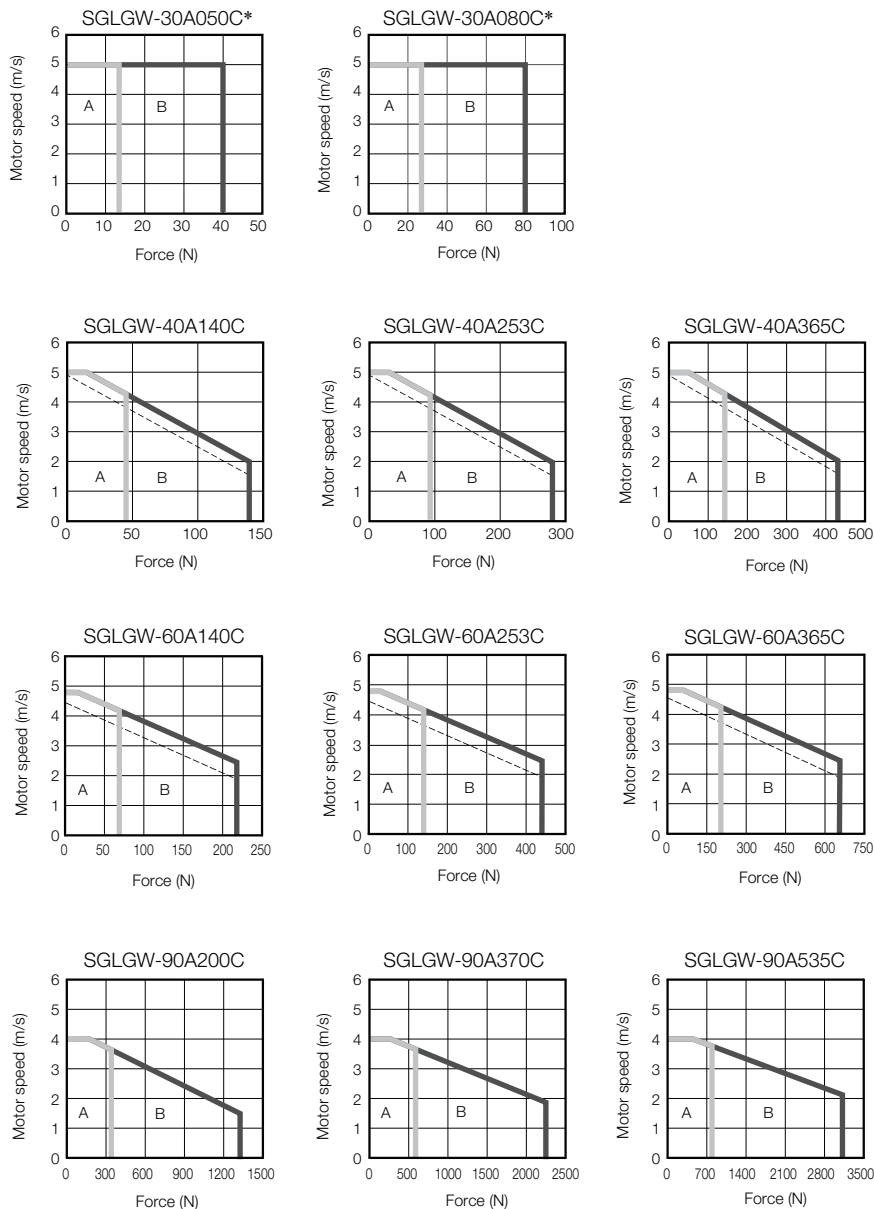 SGLGW-30A050C*
Motor speed (m/s)
6
5
4
3
2
1
0
A
B
0 10 20 30 40 50
Force (N)
SGLGW-30A080C*
Motor speed (m/s)
6
5
4
3
2
1
0
A
B
0 20 40 60 80 100
Force (N)
SGLGW-40A140C
Motor speed (m/s)
6
5
4
3
2
1
0
A
B
0 50 100 150
Force (N)
SGLGW-40A253C
Motor speed (m/s)
6
5
4
3
2
1
0
A
B
0 100 200 300
Force (N)
SGLGW-40A365C
Motor speed (m/s)
6
5
4
3
2
1
0
A
B
0 100 200 300 400 500
Force (N)
SGLGW-60A140C
Motor speed (m/s)
6
5
4
3
2
1
0
A
B
0 50 100 150 200 250
Force (N)
SGLGW-60A253C
Motor speed (m/s)
6
5
4
3
2
1
0
A
B
0 100 200 300 400 500
Force (N)
SGLGW-60A365C
Motor speed (m/s)
6
5
4
3
2
1
0
A
B
0 150 300 450 600 750
Force (N)
SGLGW-90A200C
Motor speed (m/s)
6
5
4
3
2
1
0
A
B
0 300 600 900 1200 1500
Force (N)
SGLGW-90A370C
Motor speed (m/s)
6
5
4
3
2
1
0
A
B
0 500 1000 1500 2000 2500
Force (N)
SGLGW-90A535C
Motor speed (m/s)
6
5
4
3
2
1
0
A
B
0 700 1400 2100 2800 3500
Force (N)